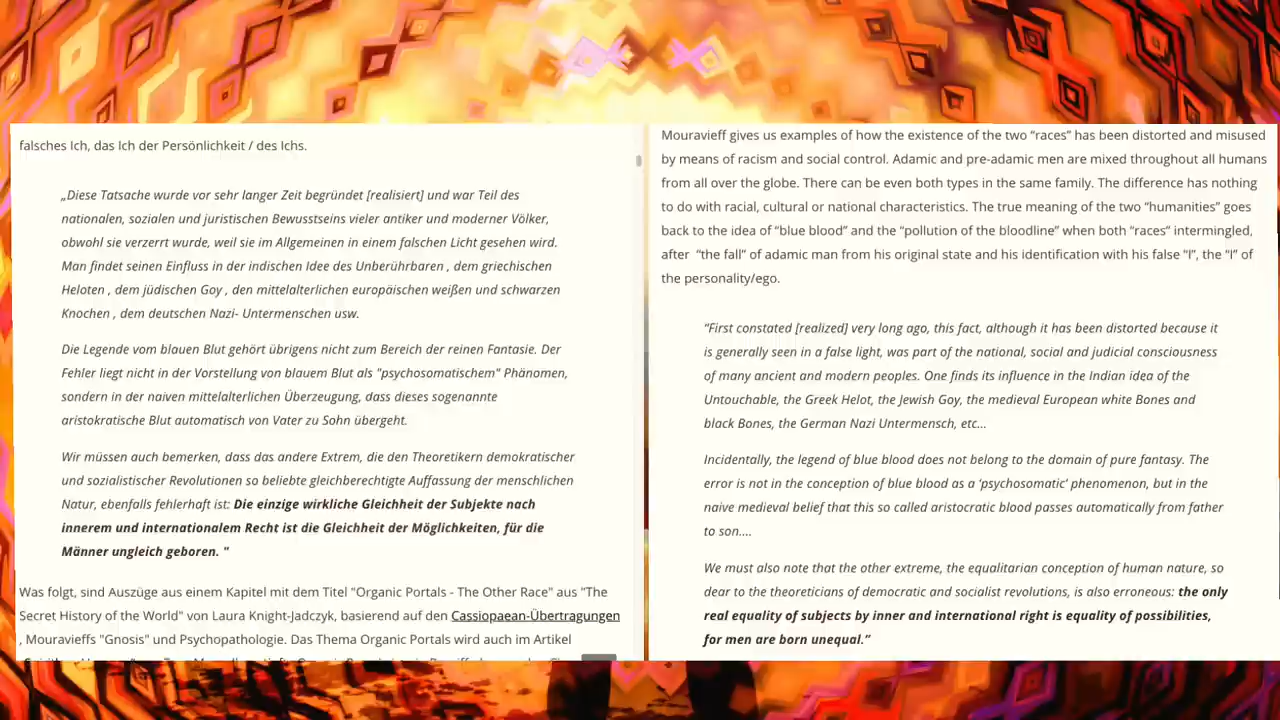 falsches Ich, das Ich der Persönlichkeit / des Ichs.
„Diese Tatsache wurde vor sehr langer Zeit begründet [realisiert] und war Teil des
nationalen, sozialen und juristischen Bewusstseins vieler antiker und moderner Völker,
obwohl sie verzerrt wurde, weil sie im Allgemeinen in einem falschen Licht gesehen wird.
Man findet seinen Einfluss in der indischen Idee des Unberührbaren , dem griechischen
Heloten , dem jüdischen Goy , den mittelalterlichen europäischen weißen und schwarzen
Knochen , dem deutschen Nazi- Untermenschen usw.
Die Legende vom blauen Blut gehört übrigens nicht zum Bereich der reinen Fantasie. Der
Fehler liegt nicht in der Vorstellung von blauem Blut als "psychosomatischem" Phänomen,
sondern in der naiven mittelalterlichen Überzeugung, dass dieses sogenannte
aristokratische Blut automatisch von Vater zu Sohn übergeht.
Wir müssen auch bemerken, dass das andere Extrem, die den Theoretikern demokratischer
und sozialistischer Revolutionen so beliebte gleichberechtigte Auffassung der menschlichen
Natur, ebenfalls fehlerhaft ist: Die einzige wirkliche Gleichheit der Subjekte nach
innerem und internationalem Recht ist die Gleichheit der Möglichkeiten, für die
Männer ungleich geboren. "
Was folgt, sind Auszüge aus einem Kapitel mit dem Titel "Organic Portals - The Other Race" aus "The
Secret History of the World" von Laura Knight-Jadczyk, basierend auf den Cassiopaean-Übertragungen
, Mouravieffs "Gnosis" und Psychopathologie. Das Thema Organic Portals wird auch im Artikel
Mouravieff gives us examples of how the existence of the two “races” has been distorted and misused
by means of racism and social control. Adamic and pre-adamic men are mixed throughout all humans
from all over the globe. There can be even both types in the same family. The difference has nothing
to do with racial, cultural or national characteristics. The true meaning of the two “humanities” goes
back to the idea of “blue blood” and the “pollution of the bloodline” when both “races” intermingled,
after “the fall” of adamic man from his original state and his identification with his false “I”, the “I” of
the personality/ego.
“First constated [realized] very long ago, this fact, although it has been distorted because it
is generally seen in a false light, was part of the national, social and judicial consciousness
of many ancient and modern peoples. One finds its influence in the Indian idea of the
Untouchable, the Greek Helot, the Jewish Goy, the medieval European white Bones and
black Bones, the German Nazi Untermensch, etc…
Incidentally, the legend of blue blood does not belong to the domain of pure fantasy. The
error is not in the conception of blue blood as a ‘psychosomatic’ phenomenon, but in the
naive medieval belief that this so called aristocratic blood passes automatically from father
to son….
We must also note that the other extreme, the equalitarian conception of human nature, so
dear to the theoreticians of democratic and socialist revolutions, is also erroneous: the only
real equality of subjects by inner and international right is equality of possibilities,
for men are born unequal.”